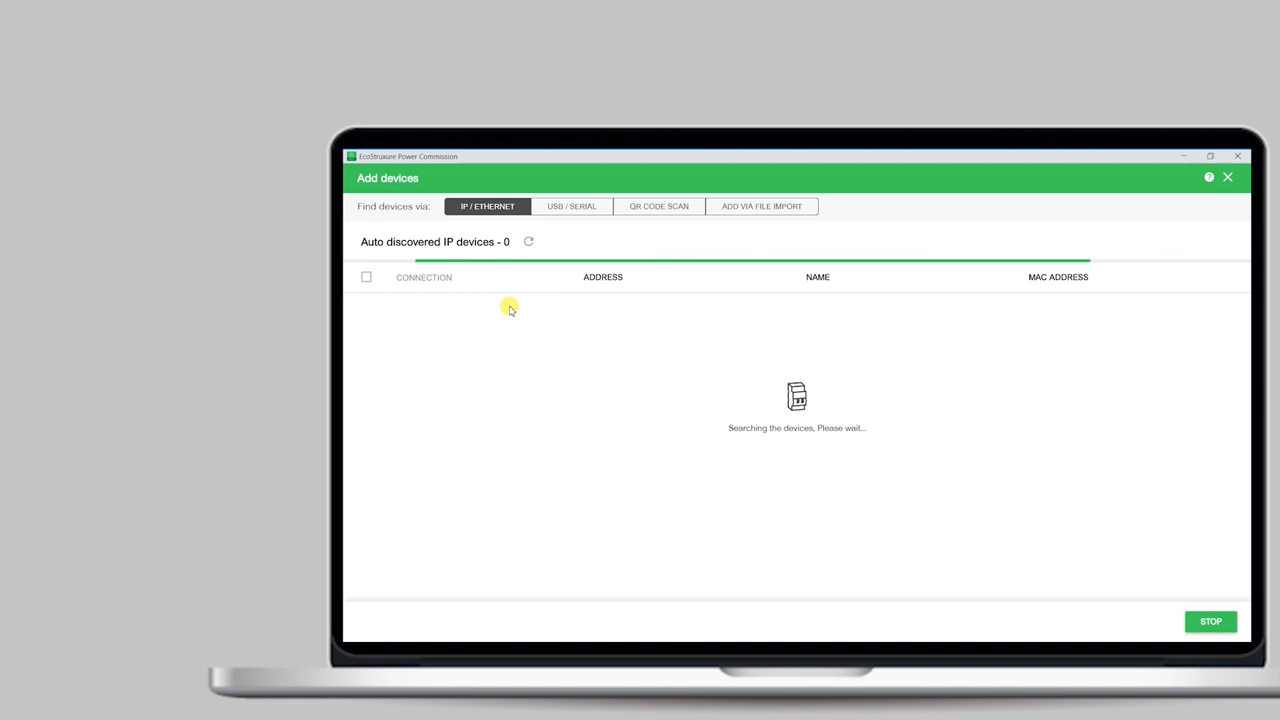 EcoStruxure Power Commission
Add devices
Find devices via: IP / ETHERNET USB / SERIAL QR CODE SCAN ADD VIA FILE IMPORT
Auto discovered IP devices - 0
CONNECTION ADDRESS NAME MAC ADDRESS
Searching the devices, Please wait...
STOP